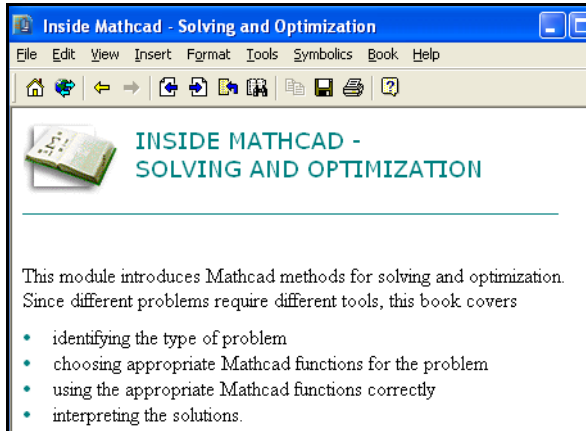 Inside Mathcad - Solving and Optimization
File Edit View Insert Format Tools Symbolics Book Help
INSIDE MATHCAD -
SOLVING AND OPTIMIZATION
This module introduces Mathcad methods for solving and optimization.
Since different problems require different tools, this book covers
• identifying the type of problem
• choosing appropriate Mathcad functions for the problem
• using the appropriate Mathcad functions correctly
• interpreting the solutions.